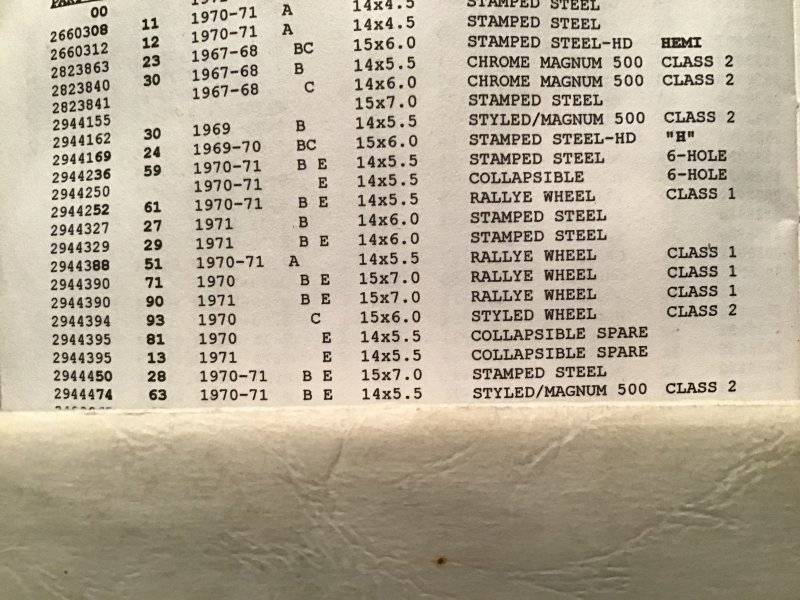 00
2660308 11 1970-71 A 14x4.5 STAMPED STEEL
2660312 12 1970-71 A 14x4.5 STAMPED STEEL
2823863 23 1967-68 BC 15x6.0 STAMPED STEEL-HD HEMI
2823840 30 1967-68 B 14x5.5 CHROME MAGNUM 500 CLASS 2
2823841 1967-68 C 14x6.0 CHROME MAGNUM 500 CLASS 2
2944155 15x7.0 STAMPED STEEL
2944162 30 1969 B 14x5.5 STYLED/MAGNUM 500 CLASS 2
2944169 24 1969-70 BC 15x6.0 STAMPED STEEL-HD "H"
2944236 59 1970-71 B E 14x5.5 STAMPED STEEL 6-HOLE
2944250 1970-71 E 14x5.5 COLLAPSIBLE 6-HOLE
2944252 61 1970-71 B E 14x5.5 RALLYE WHEEL CLASS 1
2944327 27 1971 B 14x6.0 STAMPED STEEL
2944329 29 1971 B E 14x6.0 STAMPED STEEL
2944388 51 1970-71 A 14x5.5 RALLYE WHEEL CLASS 1
2944390 71 1970 B E 15x7.0 RALLYE WHEEL CLASS 1
2944390 90 1971 B E 15x7.0 RALLYE WHEEL CLASS 1
2944394 93 1970 C 15x6.0 STYLED WHEEL CLASS 2
2944395 81 1970 E 14x5.5 COLLAPSIBLE SPARE
2944395 13 1971 E 14x5.5 COLLAPSIBLE SPARE
2944450 28 1970-71 B E 15x7.0 STAMPED STEEL
2944474 63 1970-71 B E 14x5.5 STYLED/MAGNUM 500 CLASS 2